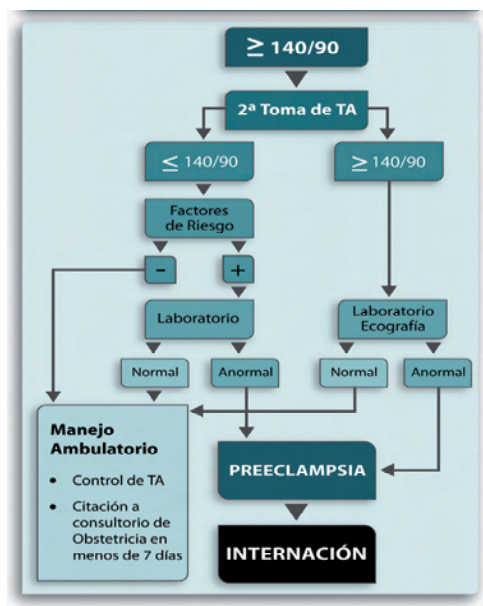 ≥ 140/90
2ª Toma de TA
≤ 140/90
≥ 140/90
Factores
de Riesgo
-
+
Laboratorio
Laboratorio
Ecografía
Normal
Anormal
Normal
Anormal
Manejo
Ambulatorio
• Control de TA
• Citación a
consultorio de
Obstetricia en
menos de 7 días
PREECLAMPSIA
INTERNACIÓN